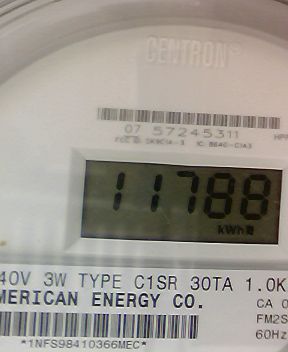 CENTRON®
07 57245311
11788
kWh
40V 3W TYPE C1SR 30TA 1.0K
MERICAN ENERGY CO.
CA 0
FM2S
60Hz
*1NFS98410366MEC*